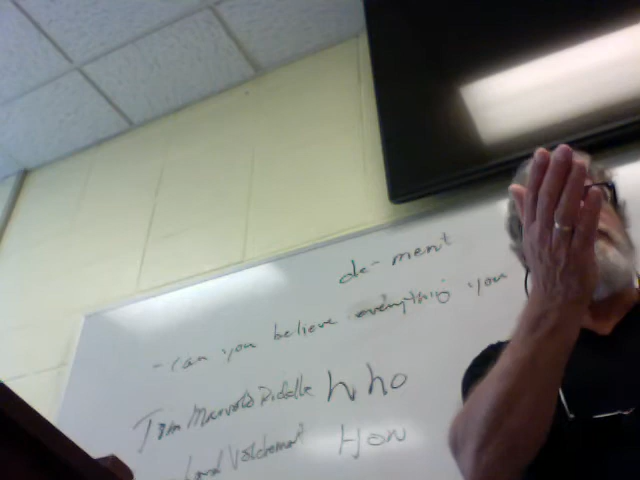 de-ment
- can you believe everything you
Tom Marvolo Riddle who
Lord Voldemort How